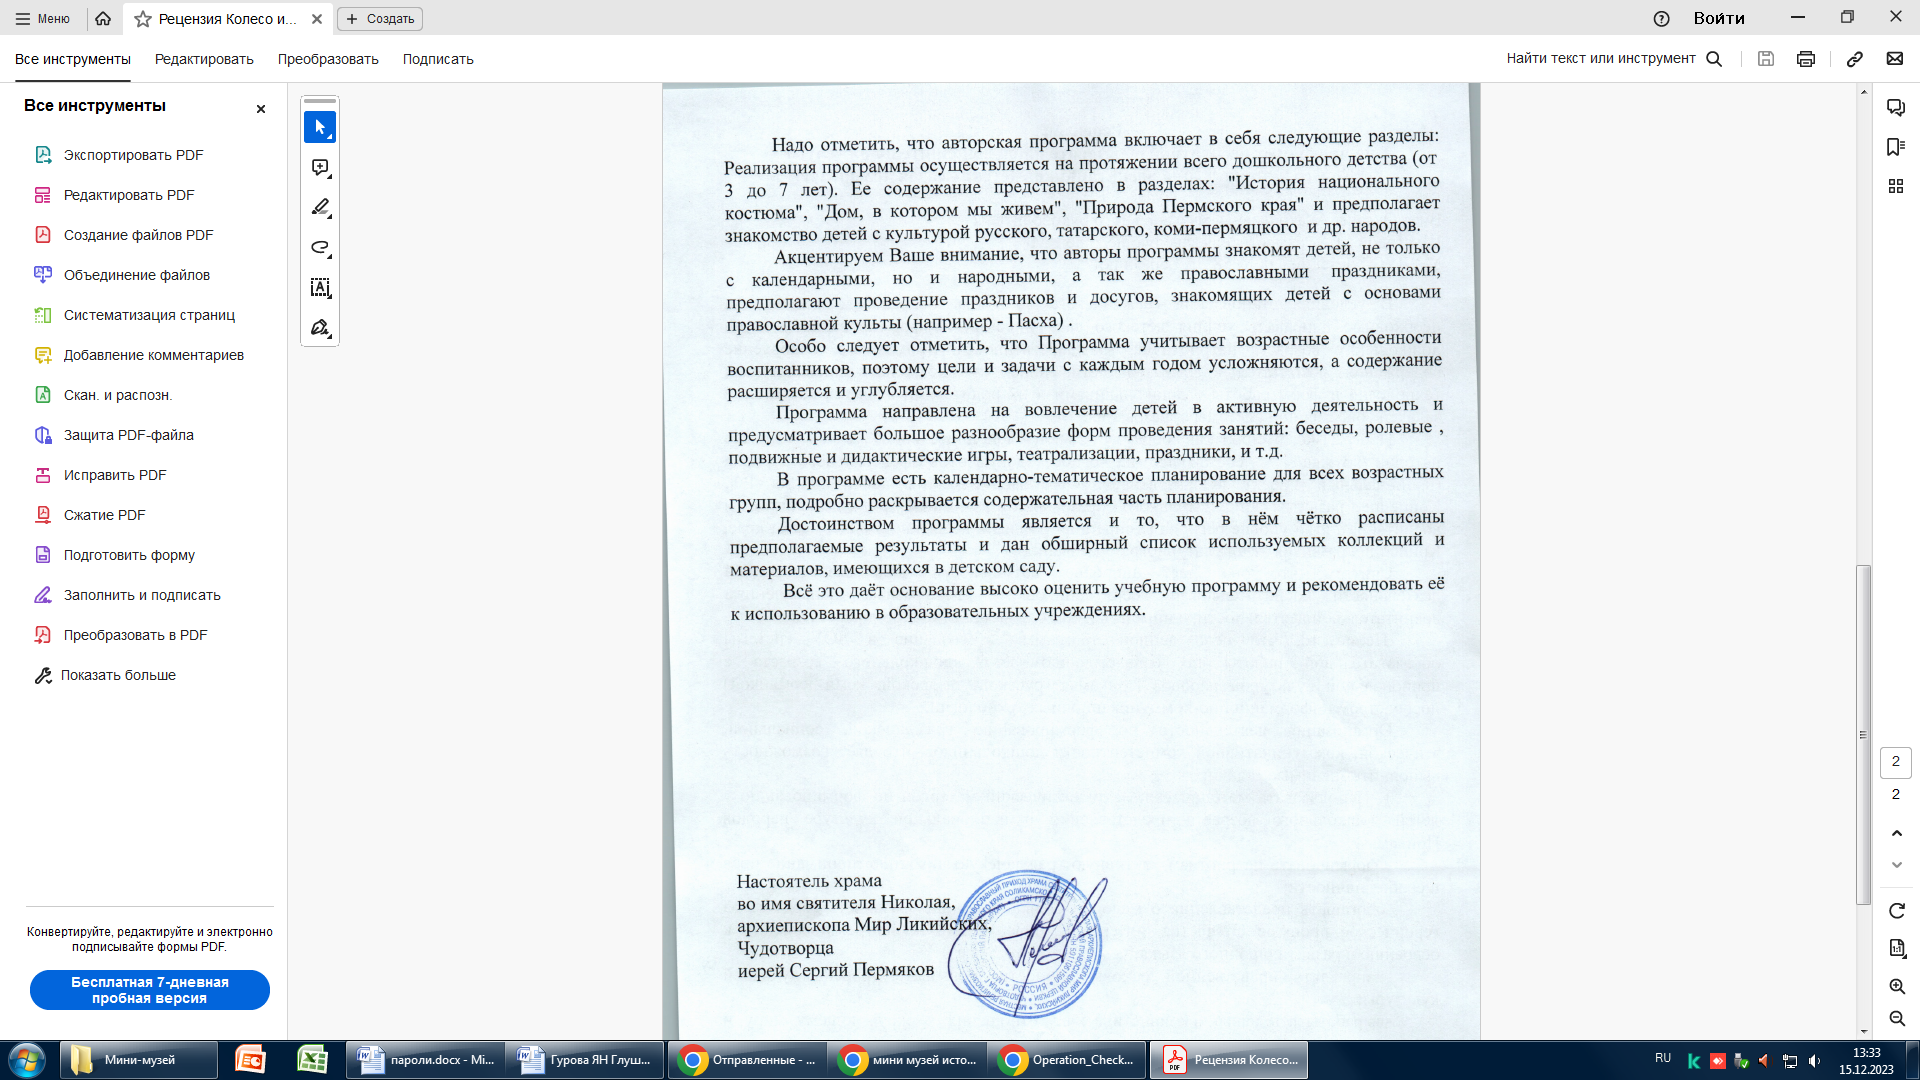 Меню
Рецензия Колесо и...
Создать
Войти
Все инструменты
Редактировать
Преобразовать
Подписать
Найти текст или инструмент
Все инструменты
Экспортировать PDF
Редактировать PDF
Создание файлов PDF
Объединение файлов
Систематизация страниц
Добавление комментариев
Скан. и распозн.
Защита PDF-файла
Исправить PDF
Сжатие PDF
Подготовить форму
Заполнить и подписать
Преобразовать в PDF
Показать больше
Конвертируйте, редактируйте и электронно
подписывайте формы PDF.
Бесплатная 7-дневная
пробная версия
Надо отметить, что авторская программа включает в себя следующие разделы:
Реализация программы осуществляется на протяжении всего дошкольного детства (от
3 до 7 лет). Ее содержание представлено в разделах: "История национального
костюма", "Дом, в котором мы живем", "Природа Пермского края" и предполагает
знакомство детей с культурой русского, татарского, коми-пермяцкого и др. народов.
Акцентируем Ваше внимание, что авторы программы знакомят детей, не только
с календарными, но и народными, а так же православными праздниками,
предполагают проведение праздников и досугов, знакомящих детей с основами
православной культы (например - Пасха) .
Особо следует отметить, что Программа учитывает возрастные особенности
воспитанников, поэтому цели и задачи с каждым годом усложняются, а содержание
расширяется и углубляется.
Программа направлена на вовлечение детей в активную деятельность и
предусматривает большое разнообразие форм проведения занятий: беседы, ролевые ,
подвижные и дидактические игры, театрализации, праздники, и т.д.
В программе есть календарно-тематическое планирование для всех возрастных
групп, подробно раскрывается содержательная часть планирования.
Достоинством программы является и то, что в нём чётко расписаны
предполагаемые результаты и дан обширный список используемых коллекций и
материалов, имеющихся в детском саду.
Всё это даёт основание высоко оценить учебную программу и рекомендовать её
к использованию в образовательных учреждениях.
Настоятель храма
во имя святителя Николая,
архиепископа Мир Ликийских,
Чудотворца
иерей Сергий Пермяков
РОССИЯ
2
2
Мини-музей
пароли.docx - Mi...
Гурова ЯН Глуш...
Отправленные - ...
мини музей исто...
Operation_Check...
Рецензия Колесо...
RU
13:33
15.12.2023